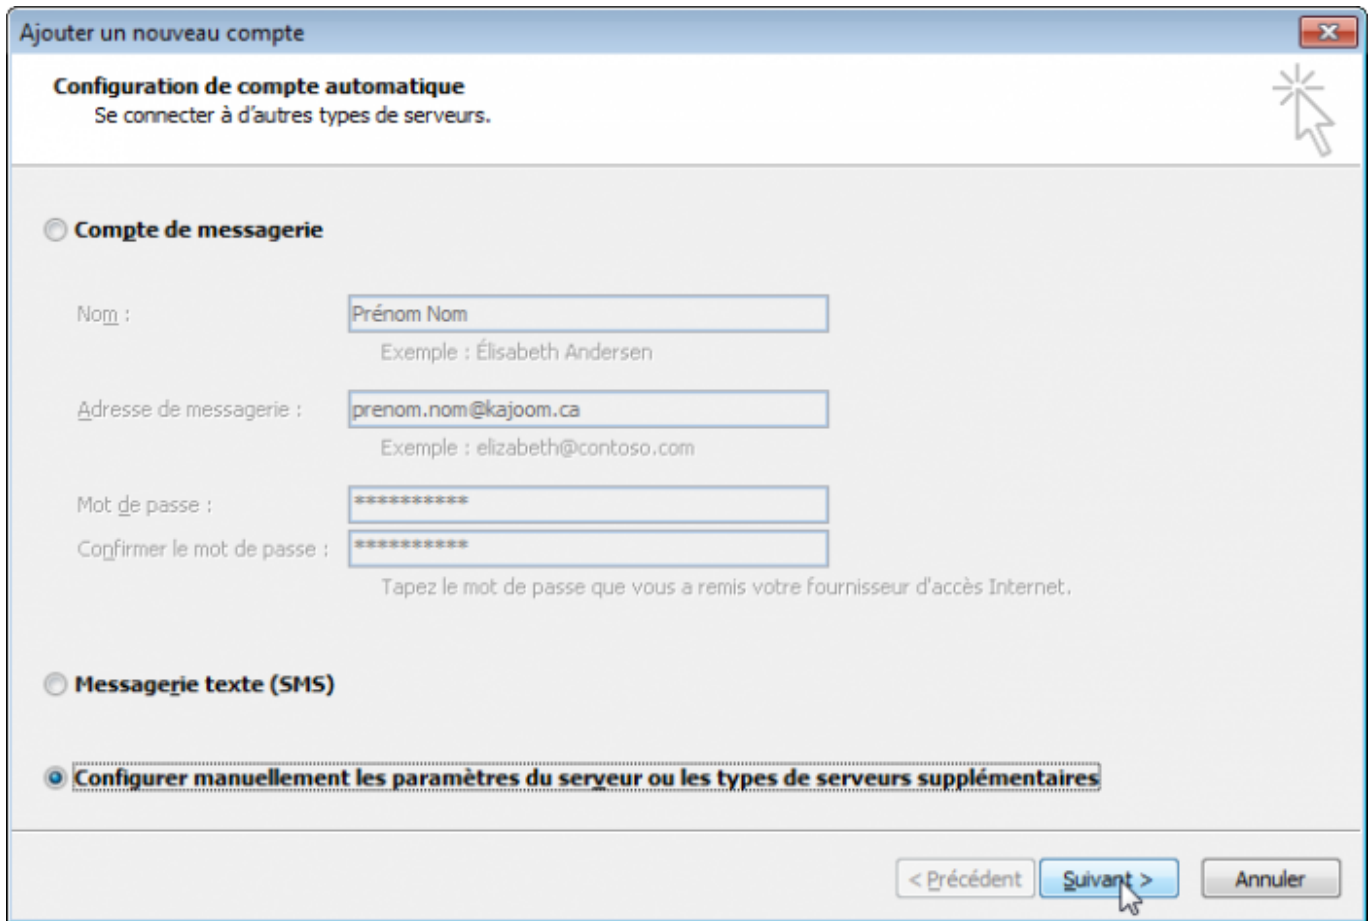 Ajouter un nouveau compte
Configuration de compte automatique
Se connecter à d'autres types de serveurs.
Compte de messagerie
Nom :
Prénom Nom
Exemple : Élisabeth Andersen
Adresse de messagerie :
prenom.nom@kajoom.ca
Exemple : elizabeth@contoso.com
Mot de passe :
**********
Confirmer le mot de passe :
**********
Tapez le mot de passe que vous a remis votre fournisseur d'accès Internet.
Messagerie texte (SMS)
Configurer manuellement les paramètres du serveur ou les types de serveurs supplémentaires
< Précédent
Suivant >
Annuler